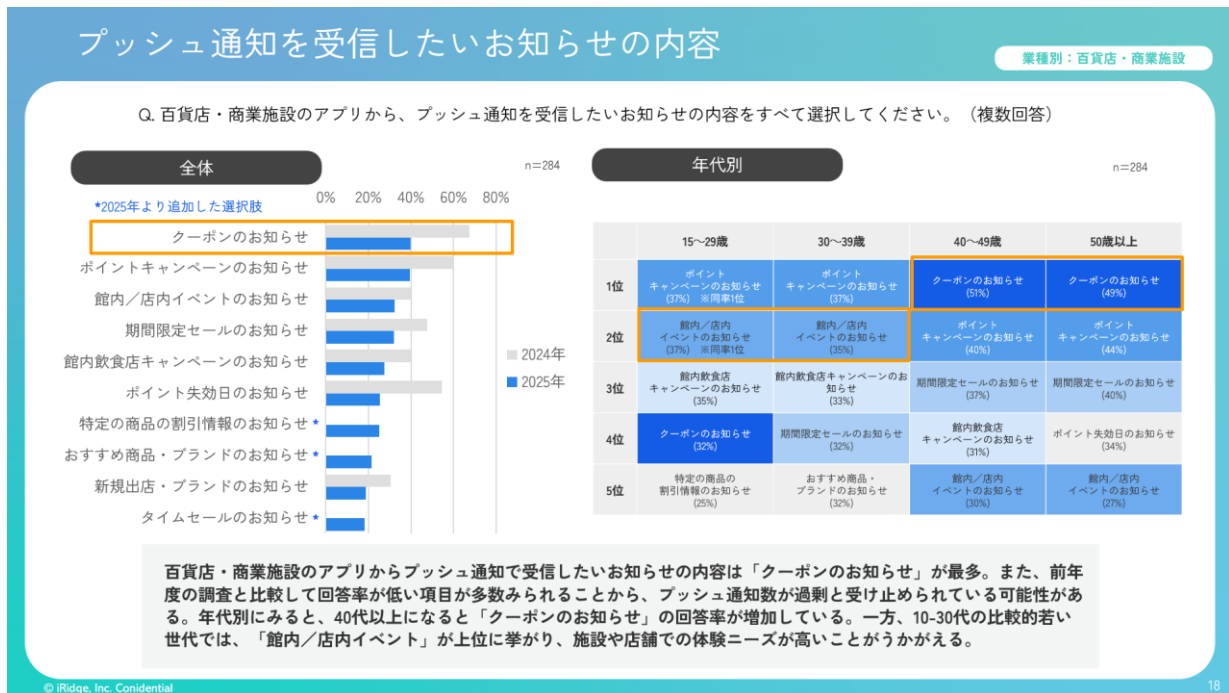 プッシュ通知を受信したいお知らせの内容
業種別：百貨店・商業施設
Q. 百貨店・商業施設のアプリから、プッシュ通知を受信したいお知らせの内容をすべて選択してください。（複数回答）
全体
n=284
*2025年より追加した選択肢
0% 20% 40% 60% 80%
クーポンのお知らせ
ポイントキャンペーンのお知らせ
館内／店内イベントのお知らせ
期間限定セールのお知らせ
館内飲食店キャンペーンのお知らせ
ポイント失効日のお知らせ
特定の商品の割引情報のお知らせ *
おすすめ商品・ブランドのお知らせ *
新規出店・ブランドのお知らせ
タイムセールのお知らせ *
2024年
2025年
年代別
n=284
15〜29歳 30〜39歳 40〜49歳 50歳以上
1位
ポイント
キャンペーンのお知らせ
(37%) ※同率1位
ポイント
キャンペーンのお知らせ
(37%)
クーポンのお知らせ
(51%)
クーポンのお知らせ
(49%)
2位
館内／店内
イベントのお知らせ
(37%) ※同率1位
館内／店内
イベントのお知らせ
(35%)
ポイント
キャンペーンのお知らせ
(40%)
ポイント
キャンペーンのお知らせ
(44%)
3位
館内飲食店
キャンペーンのお知らせ
(35%)
館内飲食店キャンペーンのお
知らせ
(33%)
期間限定セールのお知らせ
(37%)
期間限定セールのお知らせ
(40%)
4位
クーポンのお知らせ
(32%)
期間限定セールのお知らせ
(32%)
館内飲食店
キャンペーンのお知らせ
(31%)
ポイント失効日のお知らせ
(34%)
5位
特定の商品の
割引情報のお知らせ
(25%)
おすすめ商品・
ブランドのお知らせ
(32%)
館内／店内
イベントのお知らせ
(30%)
館内／店内
イベントのお知らせ
(27%)
百貨店・商業施設のアプリからプッシュ通知で受信したいお知らせの内容は「クーポンのお知らせ」が最多。また、前年
度の調査と比較して回答率が低い項目が多数みられることから、プッシュ通知数が過剰と受け止められている可能性があ
る。年代別にみると、40代以上になると「クーポンのお知らせ」の回答率が増加している。一方、10-30代の比較的若い
世代では、「館内／店内イベント」が上位に挙がり、施設や店舗での体験ニーズが高いことがうかがえる。
© iRidge, Inc. Conidential
18